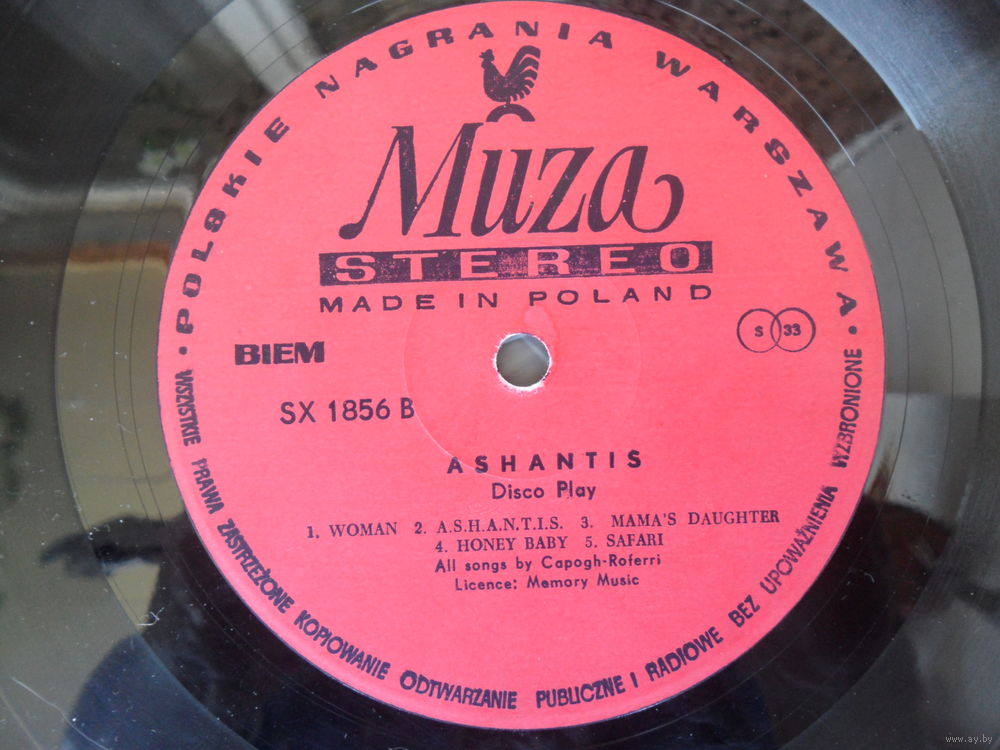 • POLSKIE NAGRANIA WARSZAWA •
Muza
STEREO
MADE IN POLAND
BIEM
S 33
SX 1856 B
ASHANTIS
Disco Play
1. WOMAN 2. A.S.H.A.N.T.I.S. 3. MAMA'S DAUGHTER
4. HONEY BABY 5. SAFARI
All songs by Capogh-Roferri
Licence: Memory Music
WSZYSTKIE PRAWA ZASTRZEŻONE KOPIOWANIE ODTWARZANIE PUBLICZNE I RADIOWE BEZ UPOWAŻNIENIA WZBRONIONE
www.ay.by